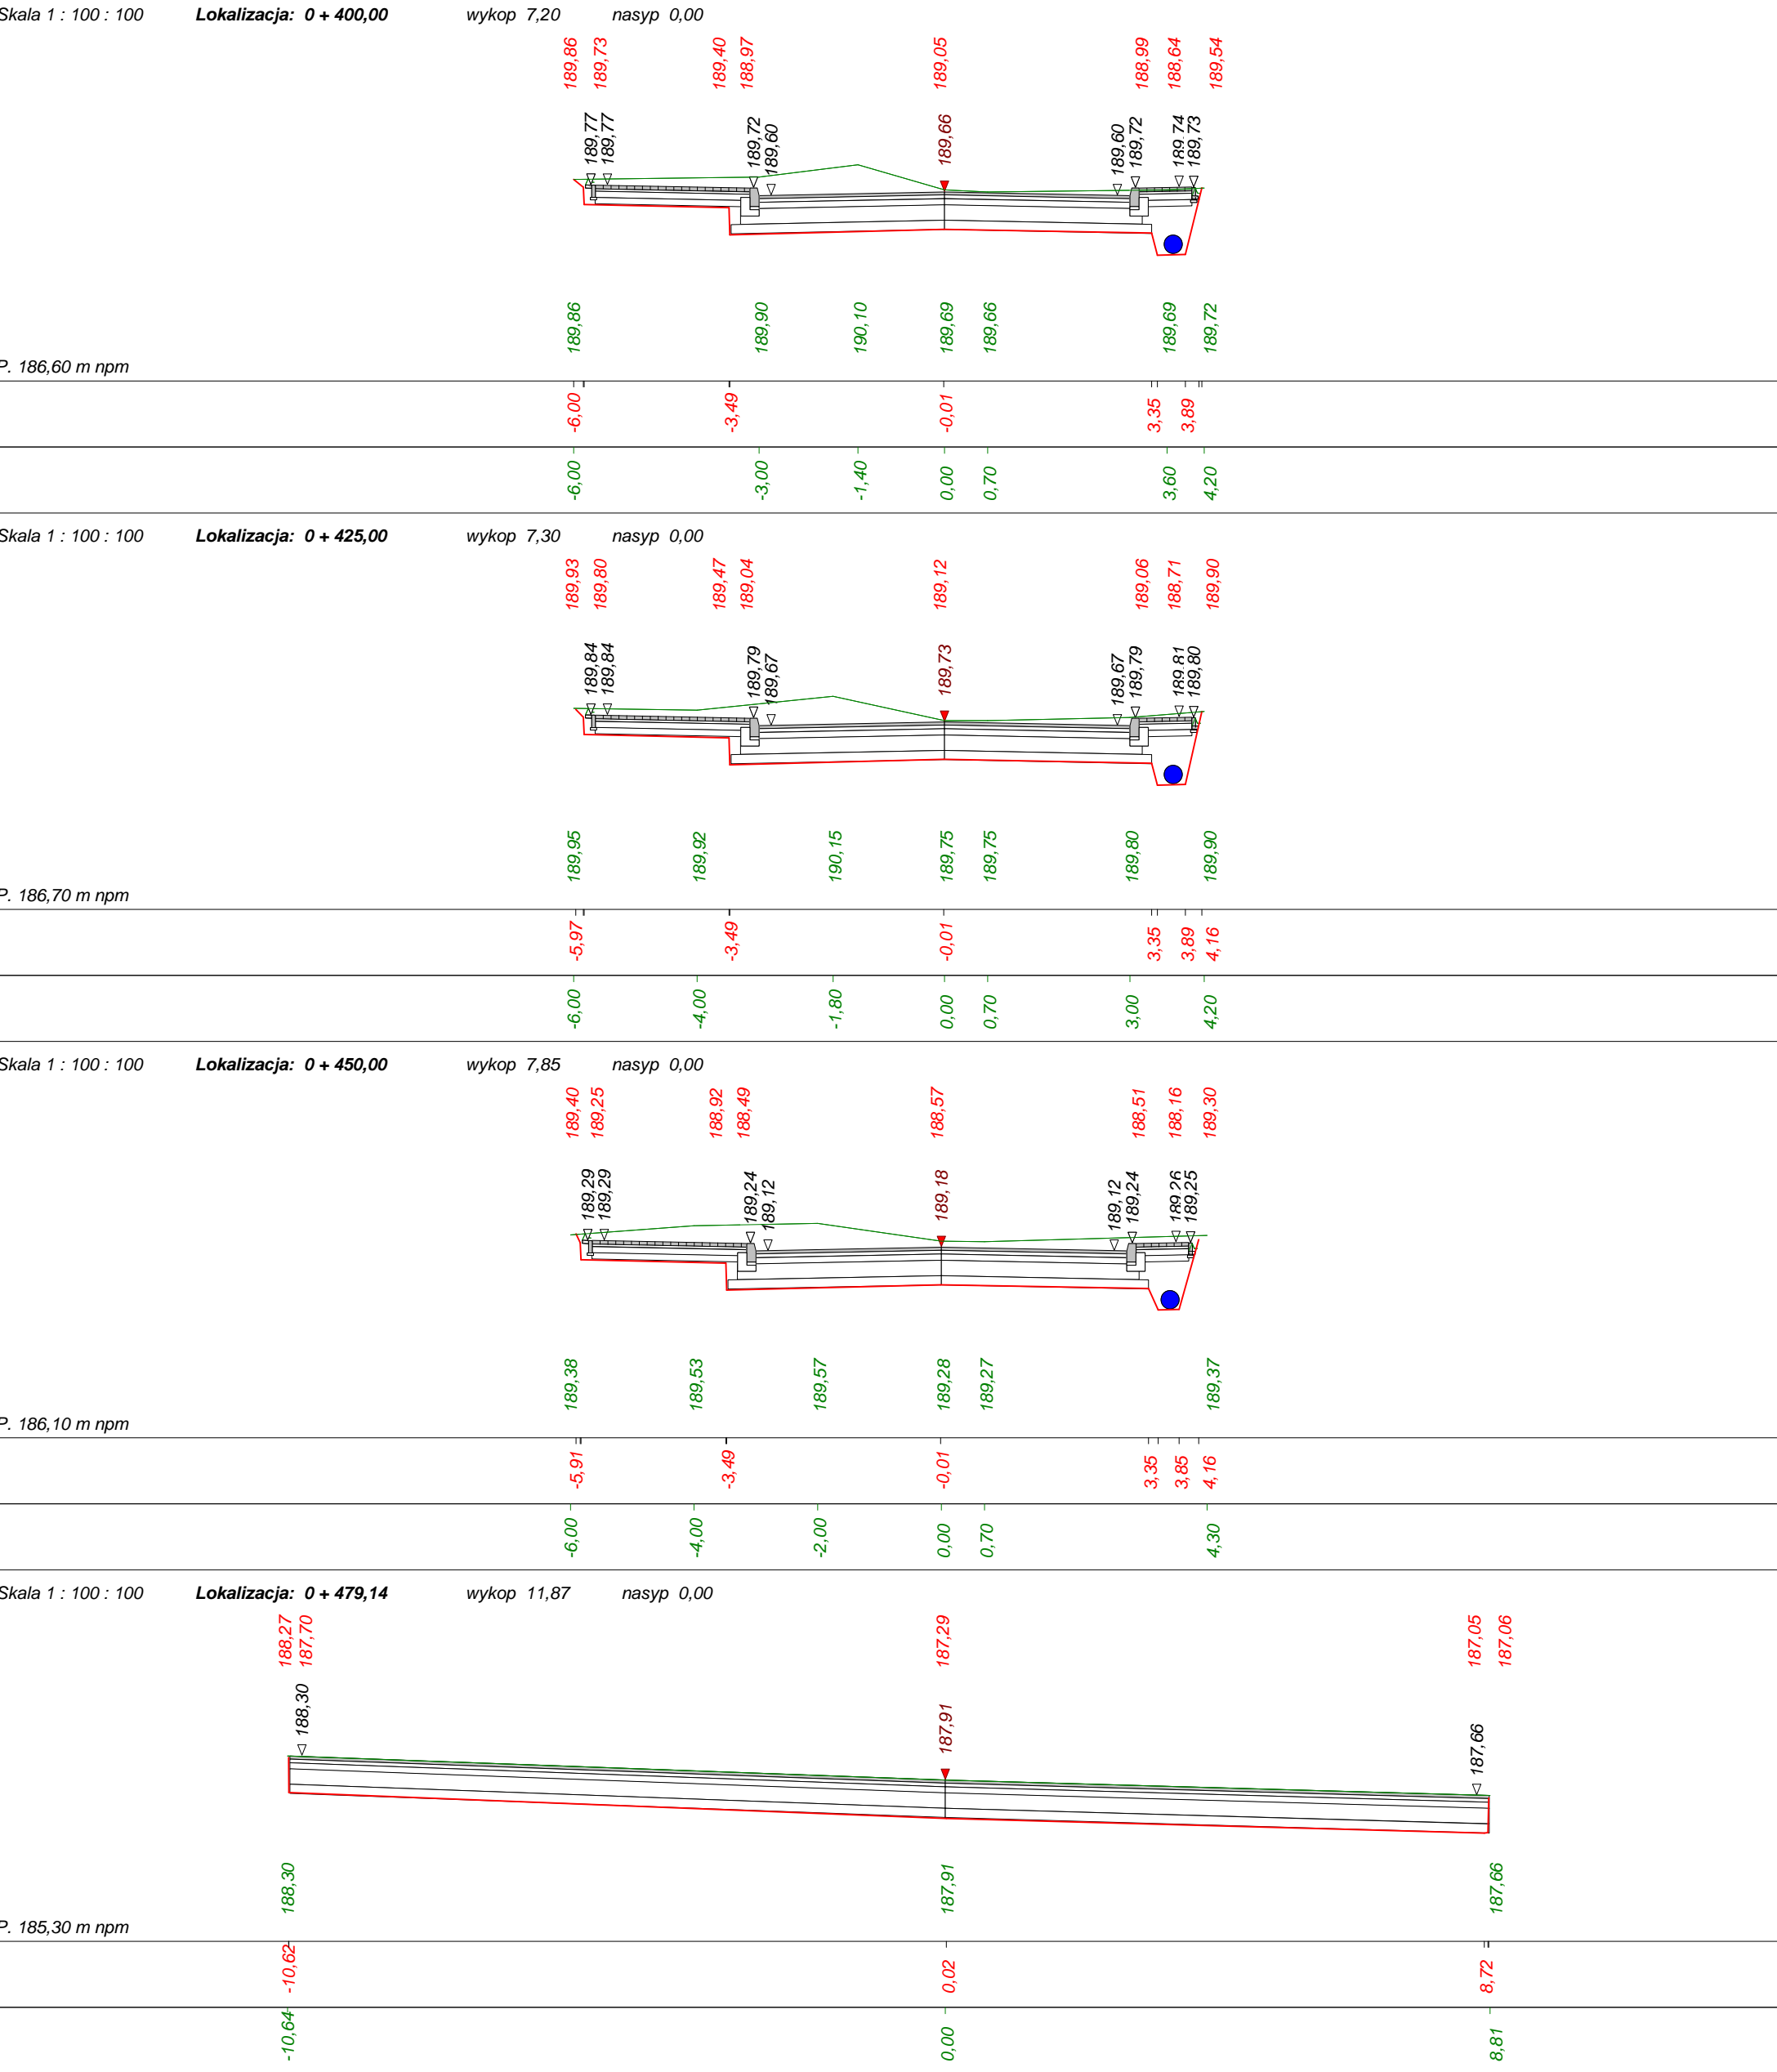 Skala 1 : 100 : 100 Lokalizacja: 0 + 400,00 wykop 7,20 nasyp 0,00
189,86 189,73 189,40 188,97 189,05 188,99 188,64 189,54
189,77 189,77 189,72 189,60 189,66 189,60 189,72 189,74 189,73
189,86 189,90 190,10 189,69 189,66 189,69 189,72
P. 186,60 m npm
-6,00 -3,49 -0,01 3,35 3,89
-6,00 -3,00 -1,40 0,00 0,70 3,60 4,20
Skala 1 : 100 : 100 Lokalizacja: 0 + 425,00 wykop 7,30 nasyp 0,00
189,93 189,80 189,47 189,04 189,12 189,06 188,71 189,90
189,84 189,84 189,79 189,67 189,73 189,67 189,79 189,81 189,80
189,95 189,92 190,15 189,75 189,75 189,80 189,90
P. 186,70 m npm
-5,97 -3,49 -0,01 3,35 3,89 4,16
-6,00 -4,00 -1,80 0,00 0,70 3,00 4,20
Skala 1 : 100 : 100 Lokalizacja: 0 + 450,00 wykop 7,85 nasyp 0,00
189,40 189,25 188,92 188,49 188,57 188,51 188,16 189,30
189,29 189,29 189,24 189,12 189,18 189,12 189,24 189,26 189,25
189,38 189,53 189,57 189,28 189,27 189,37
P. 186,10 m npm
-5,91 -3,49 -0,01 3,35 3,85 4,16
-6,00 -4,00 -2,00 0,00 0,70 4,30
Skala 1 : 100 : 100 Lokalizacja: 0 + 479,14 wykop 11,87 nasyp 0,00
188,27 187,70 187,29 187,05 187,06
188,30 187,91 187,66
188,30 187,91 187,66
P. 185,30 m npm
-10,62 0,02 8,72
-10,64 0,00 8,81